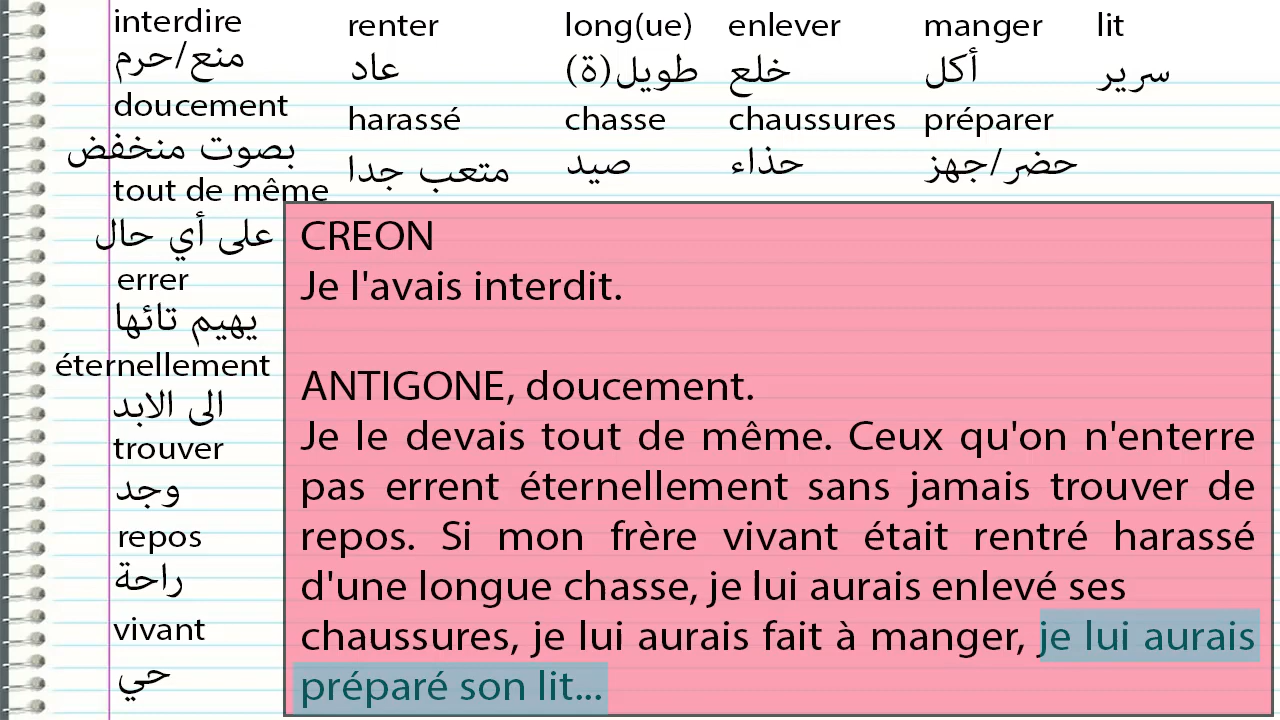 interdire
منع/حرم
doucement
بصوت منخفض
tout de même
على أي حال
errer
يهيم تائها
éternellement
الى الابد
trouver
وجد
repos
راحة
vivant
حي
renter
عاد
harassé
متعب جدا
long(ue)
طويل(ة)
chasse
صيد
enlever
خلع
chaussures
حذاء
manger
أكل
préparer
حضر/جهز
lit
سرير
CREON
Je l'avais interdit.
ANTIGONE, doucement.
Je le devais tout de même. Ceux qu'on n'enterre
pas errent éternellement sans jamais trouver de
repos. Si mon frère vivant était rentré harassé
d'une longue chasse, je lui aurais enlevé ses
chaussures, je lui aurais fait à manger, je lui aurais
préparé son lit...